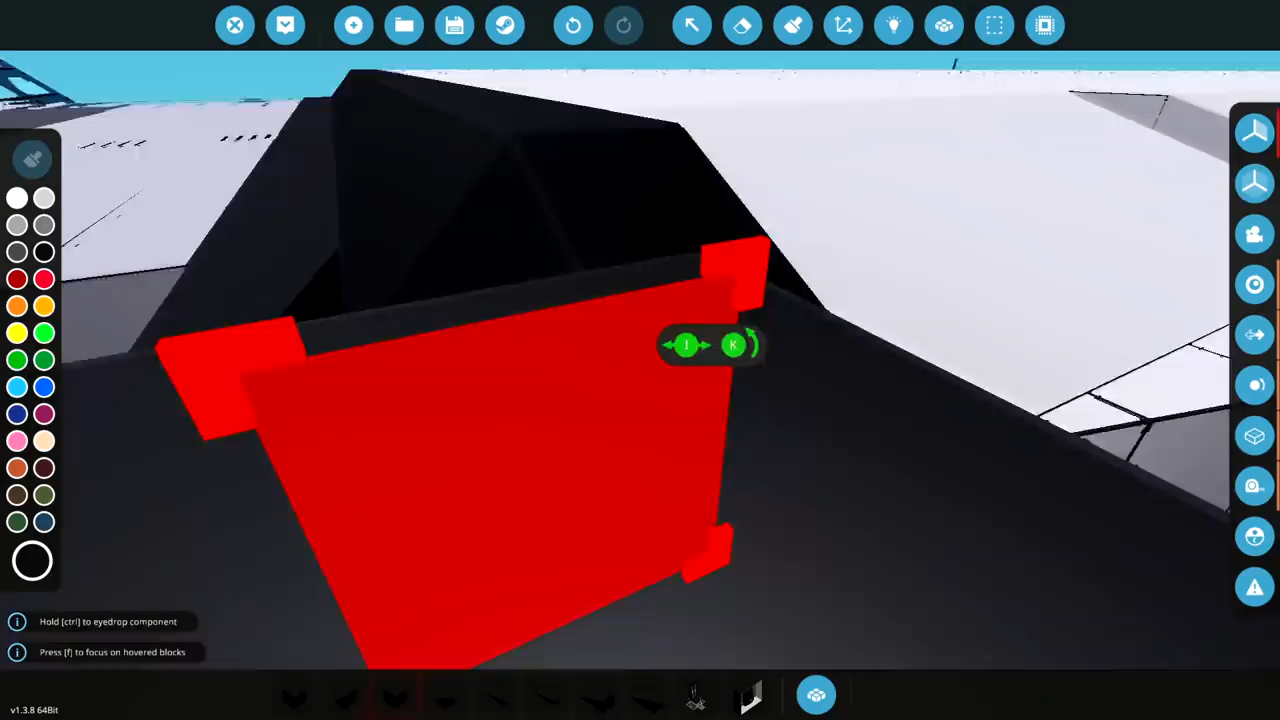 I K
Hold [ctrl] to eyedrop component
Press [f] to focus on hovered blocks
v1.3.8 64Bit